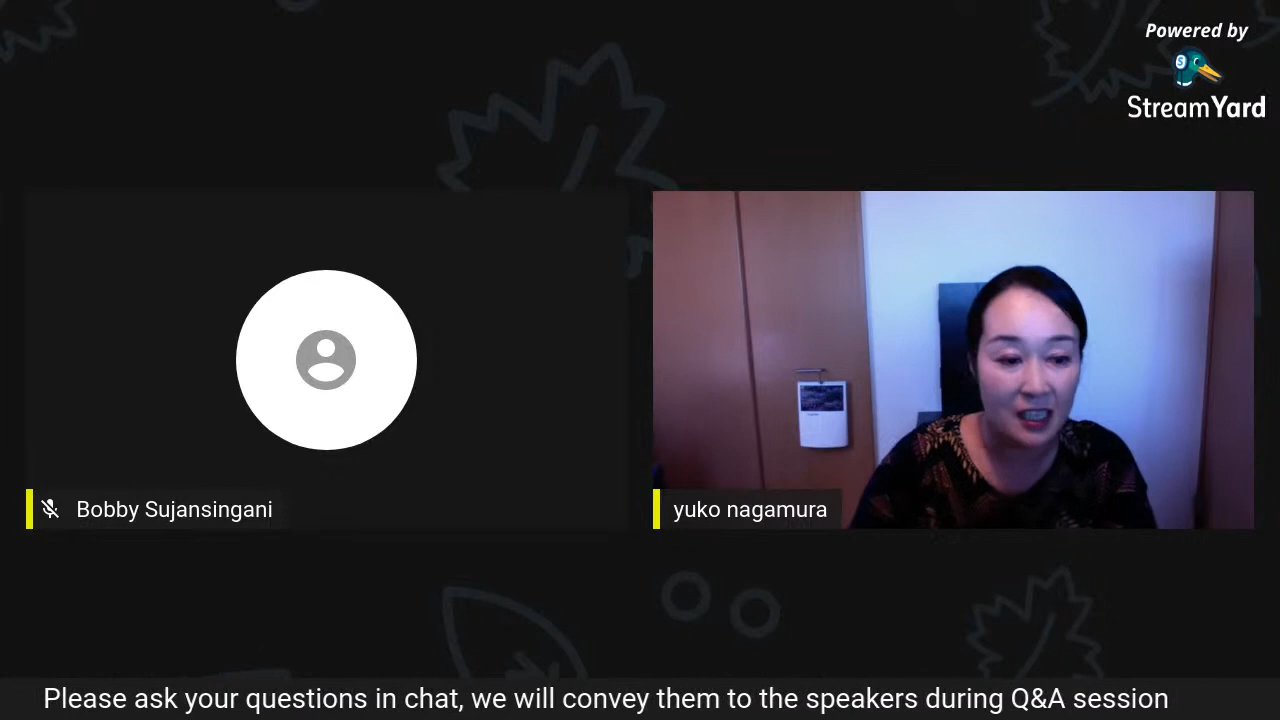 Powered by
StreamYard
Bobby Sujansingani
yuko nagamura
Please ask your questions in chat, we will convey them to the speakers during Q&A session